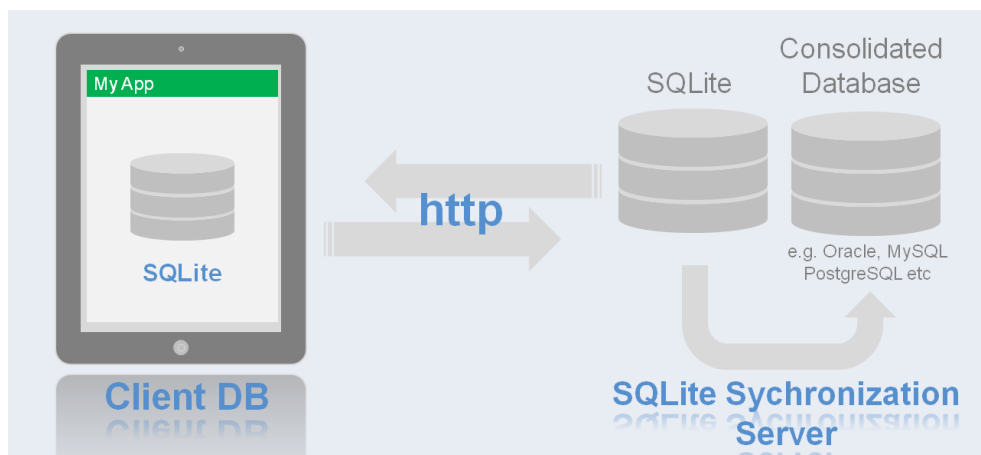 My App
SQLite
Client DB
http
SQLite
Consolidated
Database
e.g. Oracle, MySQL
PostgreSQL etc
SQLite Sychronization
Server